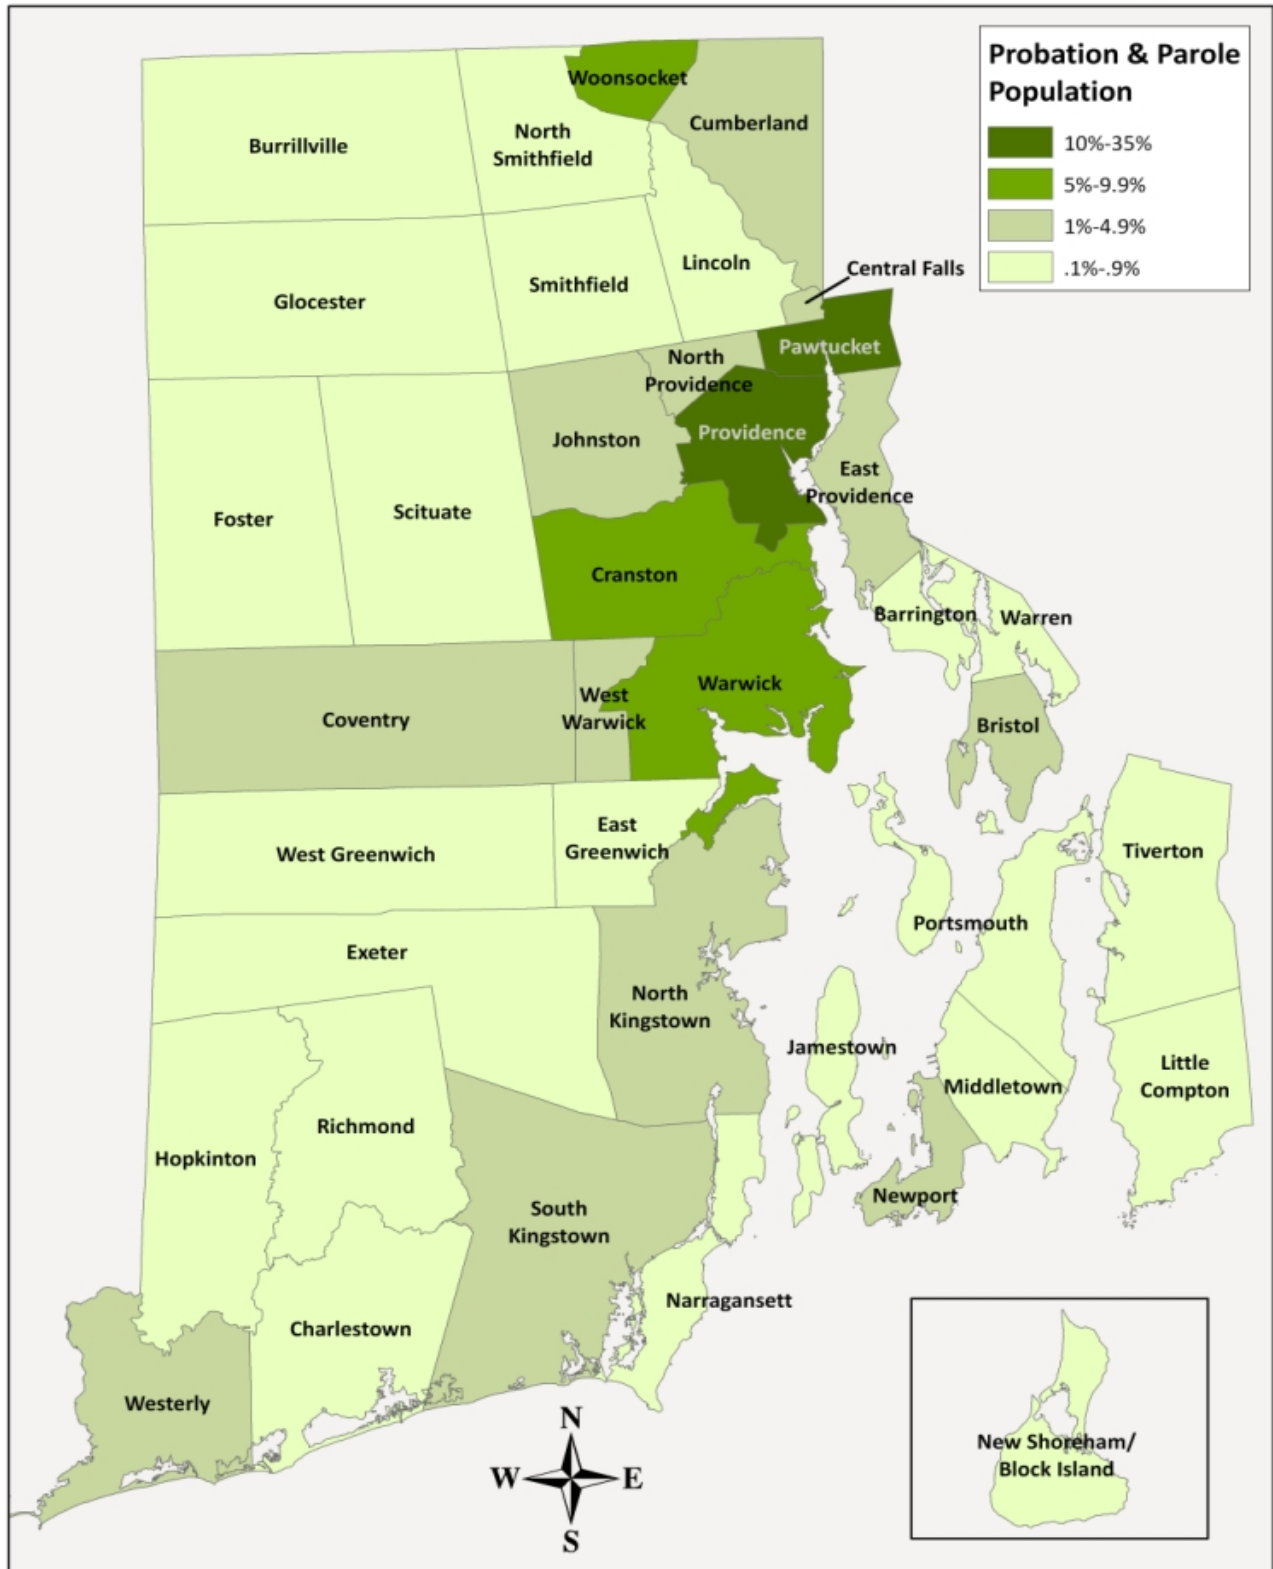 Probation & Parole
Population
10%-35%
5%-9.9%
1%-4.9%
.1%-.9%
Woonsocket
Cumberland
Burrillville
North
Smithfield
Lincoln
Central Falls
Smithfield
Glocester
Pawtucket
North
Providence
Providence
Johnston
East
Providence
Foster
Scituate
Cranston
Barrington
Warren
Warwick
West
Warwick
Coventry
Bristol
East
Greenwich
West Greenwich
Tiverton
Portsmouth
Exeter
North
Kingstown
Jamestown
Middletown
Little
Compton
Richmond
Hopkinton
South
Kingstown
Newport
Narragansett
Charlestown
Westerly
N
W
E
S
New Shoreham/
Block Island